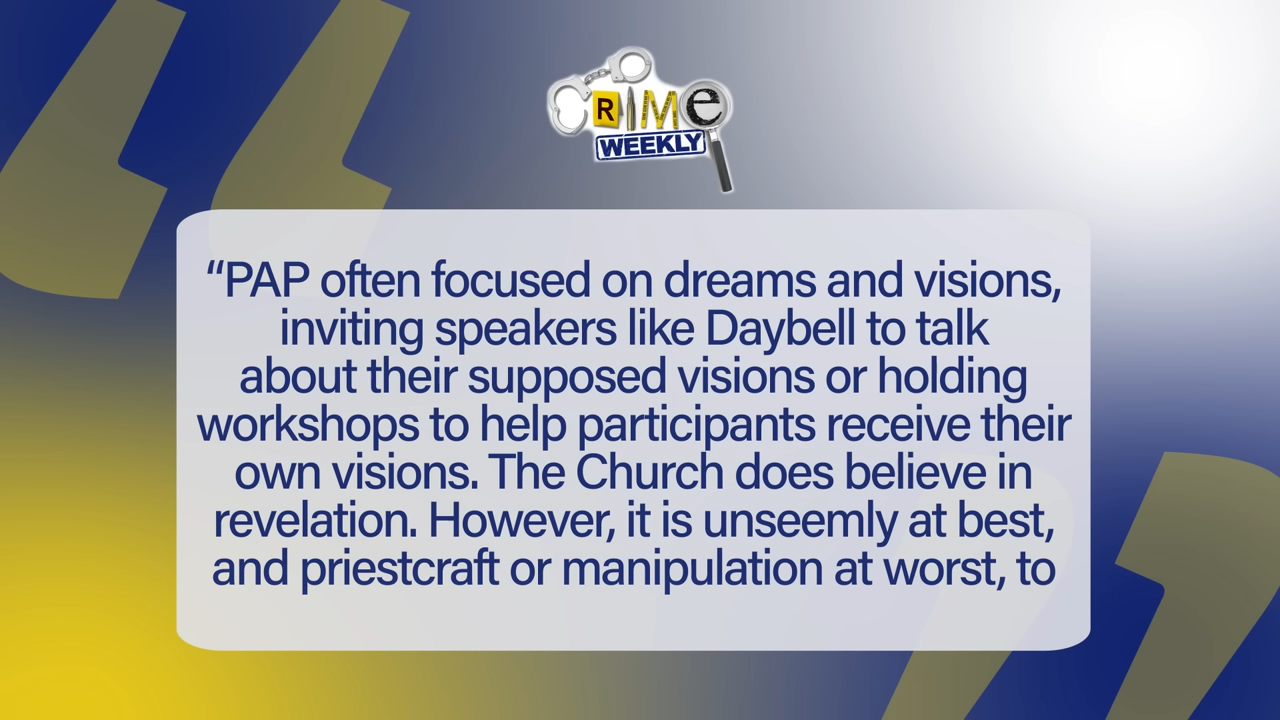 CRIME
WEEKLY
“PAP often focused on dreams and visions,
inviting speakers like Daybell to talk
about their supposed visions or holding
workshops to help participants receive their
own visions. The Church does believe in
revelation. However, it is unseemly at best,
and priestcraft or manipulation at worst, to